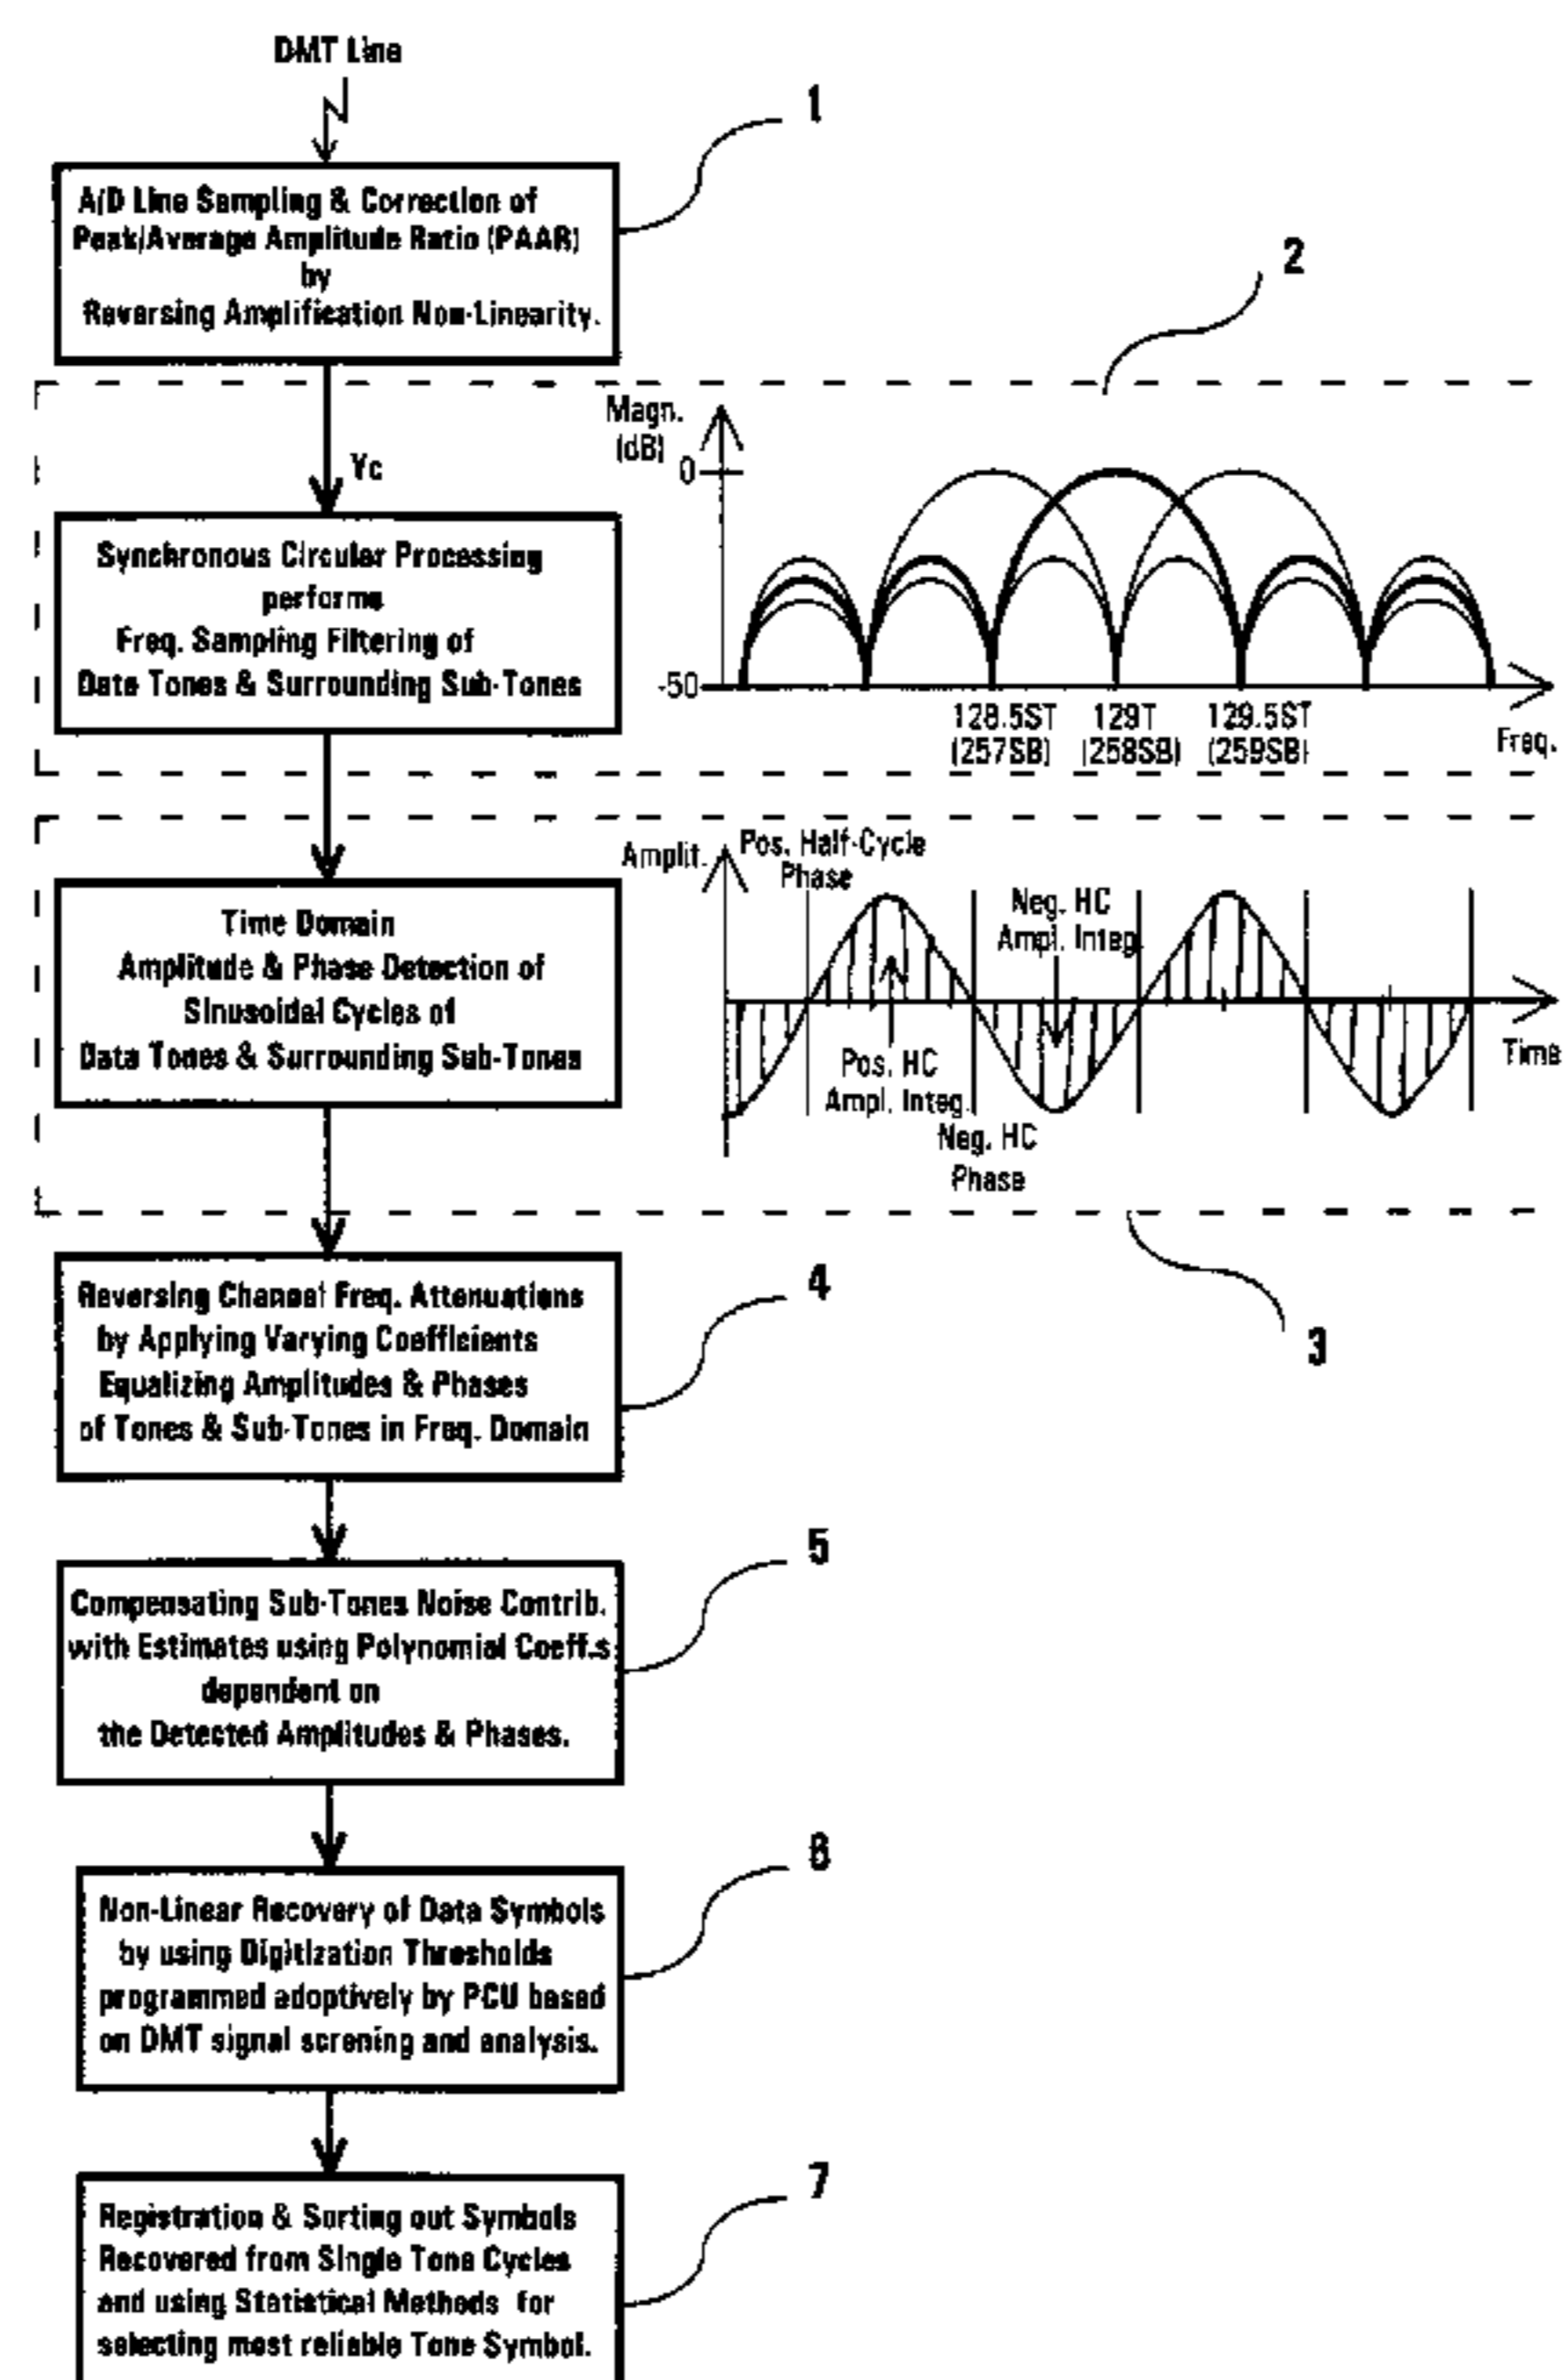 DMT Line
1
A/D Line Sampling & Correction of
Peak/Average Amplitude Ratio (PAAR)
by
Reversing Amplification Non-Linearity.
2
Yc
Synchronous Circular Processing
performs
Freq. Sampling Filtering of
Data Tones & Surrounding Sub-Tones
Magn.
(dB)
0
-50
128.5ST 129T 129.5ST
(257SB) (258SB) (259SB)
Freq.
Time Domain
Amplitude & Phase Detection of
Sinusoidal Cycles of
Data Tones & Surrounding Sub-Tones
Amplit.
Pos. Half-Cycle
Phase
Neg. HC
Ampl. Integ.
Pos. HC
Ampl. Integ.
Neg. HC
Phase
Time
3
4
Reversing Channel Freq. Attenuations
by Applying Varying Coefficients
Equalizing Amplitudes & Phases
of Tones & Sub-Tones in Freq. Domain
5
Compensating Sub-Tones Noise Contrib.
with Estimates using Polynomial Coeff.s
dependent on
the Detected Amplitudes & Phases.
6
Non-Linear Recovery of Data Symbols
by using Digitization Thresholds
programmed adoptively by PCU based
on DMT signal screning and analysis.
7
Registration & Sorting out Symbols
Recovered from Single Tone Cycles
and using Statistical Methods for
selecting most reliable Tone Symbol.